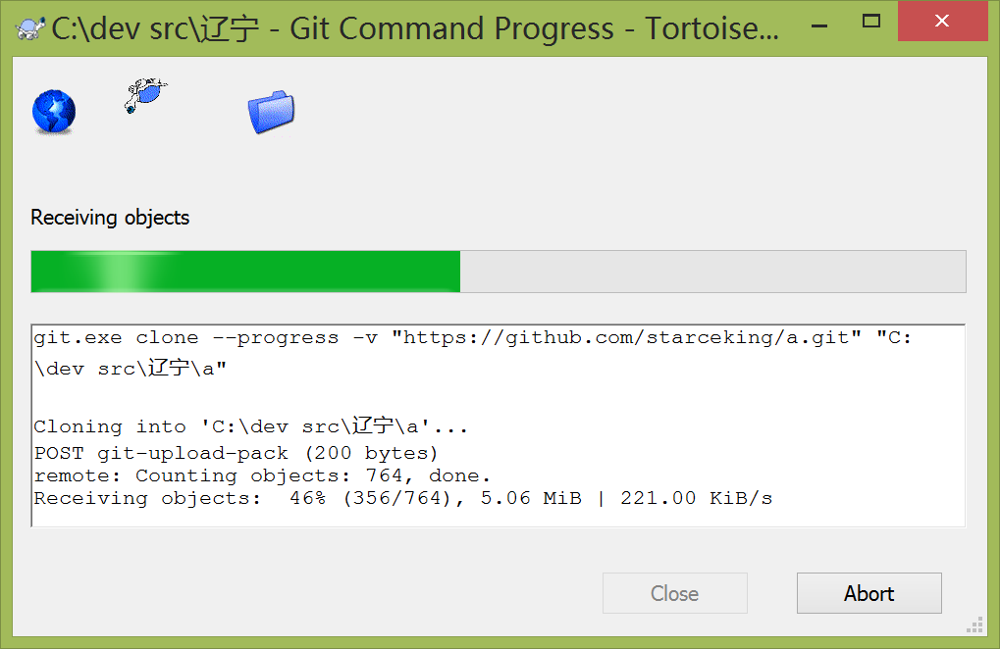 C:\dev src\辽宁 - Git Command Progress - Tortoise...
Receiving objects
git.exe clone --progress -v "https://github.com/starceking/a.git" "C:
\dev src\辽宁\a"
Cloning into 'C:\dev src\辽宁\a'...
POST git-upload-pack (200 bytes)
remote: Counting objects: 764, done.
Receiving objects:  46% (356/764), 5.06 MiB | 221.00 KiB/s
Close
Abort